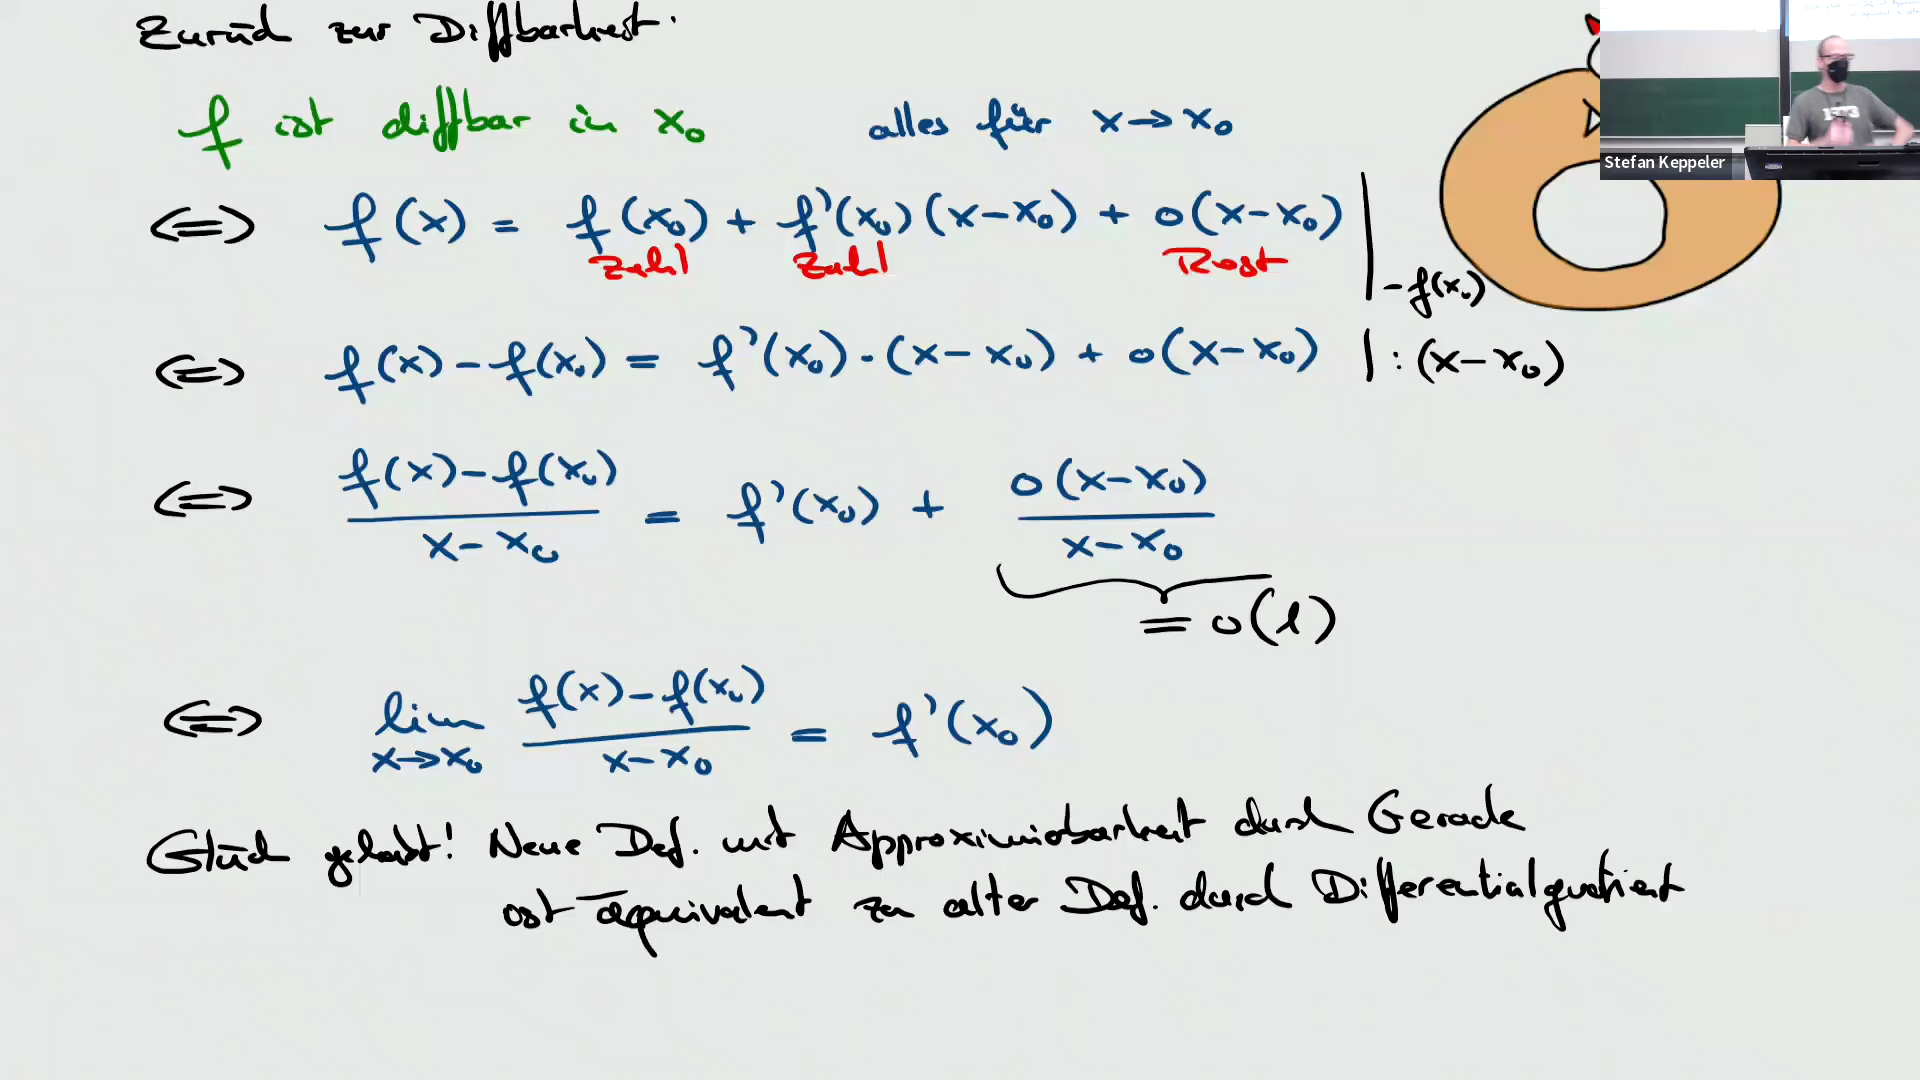 Zurück zur Diffbarkeit.
f ist diffbar in x₀ alles für x → x₀
⟺ f(x) = f(x₀) + f'(x₀)(x-x₀) + o(x-x₀) | -f(x₀)
Zahl Zahl Rest
⟺ f(x) - f(x₀) = f'(x₀)·(x-x₀) + o(x-x₀) | :(x-x₀)
⟺ (f(x)-f(x₀))/(x-x₀) = f'(x₀) + o(x-x₀)/(x-x₀)
= o(1)
⟺ lim x→x₀ (f(x)-f(x₀))/(x-x₀) = f'(x₀)
Glück gehabt! Neue Def. mit Approximierbarkeit durch Gerade
ist äquivalent zu alter Def. durch Differentialquotient
Stefan Keppeler